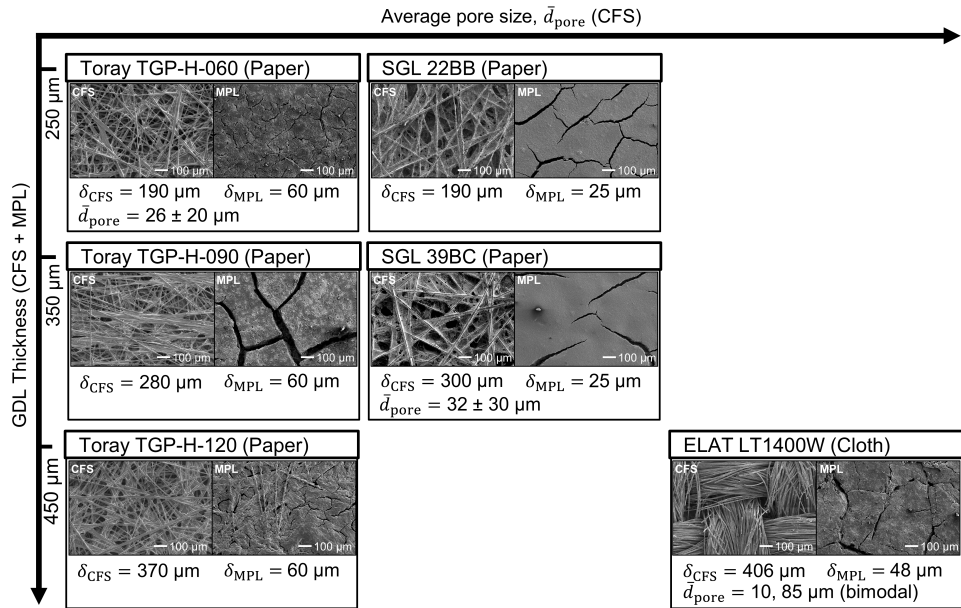 Average pore size, d̄pore (CFS)
GDL Thickness (CFS + MPL)
250 μm
350 μm
450 μm
Toray TGP-H-060 (Paper)
CFS
100 μm
MPL
100 μm
δCFS = 190 μm δMPL = 60 μm
d̄pore = 26 ± 20 μm
SGL 22BB (Paper)
CFS
100 μm
MPL
100 μm
δCFS = 190 μm δMPL = 25 μm
Toray TGP-H-090 (Paper)
CFS
100 μm
MPL
100 μm
δCFS = 280 μm δMPL = 60 μm
SGL 39BC (Paper)
CFS
100 μm
MPL
100 μm
δCFS = 300 μm δMPL = 25 μm
d̄pore = 32 ± 30 μm
Toray TGP-H-120 (Paper)
CFS
100 μm
MPL
100 μm
δCFS = 370 μm δMPL = 60 μm
ELAT LT1400W (Cloth)
CFS
100 μm
MPL
100 μm
δCFS = 406 μm δMPL = 48 μm
d̄pore = 10, 85 μm (bimodal)